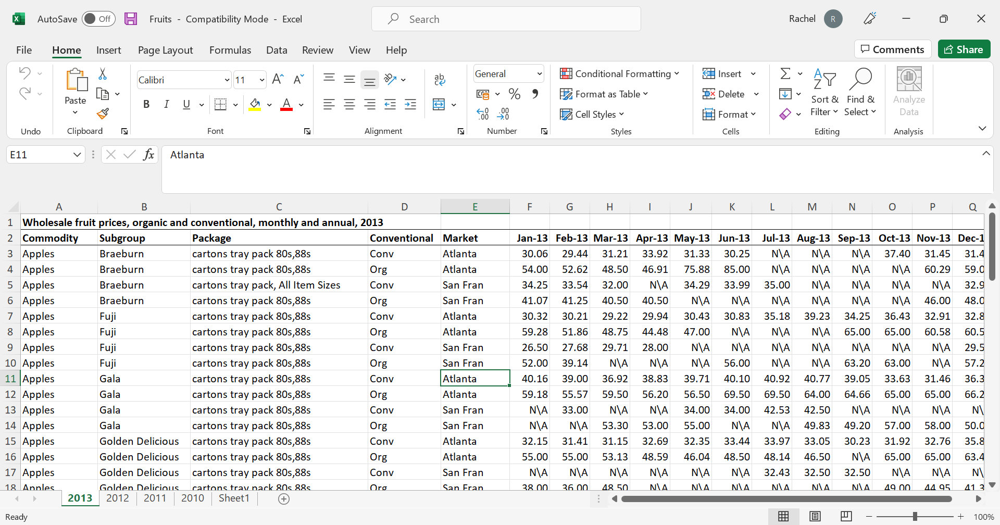 AutoSave Off Fruits - Compatibility Mode - Excel Search Rachel R
File Home Insert Page Layout Formulas Data Review View Help Comments Share
Calibri 11 General Conditional Formatting Insert
Paste B I U Format as Table Delete Sort & Filter Find & Select Analyze Data
Cell Styles Format
Undo Clipboard Font Alignment Number Styles Cells Editing Analysis
E11 fx Atlanta
A B C D E F G H I J K L M N O P Q
1 Wholesale fruit prices, organic and conventional, monthly and annual, 2013
2 Commodity Subgroup Package Conventional Market Jan-13 Feb-13 Mar-13 Apr-13 May-13 Jun-13 Jul-13 Aug-13 Sep-13 Oct-13 Nov-13 Dec-1
3 Apples Braeburn cartons tray pack 80s,88s Conv Atlanta 30.06 29.44 31.21 33.92 31.33 30.25 N\A N\A N\A 37.40 31.45 31.4
4 Apples Braeburn cartons tray pack 80s,88s Org Atlanta 54.00 52.62 48.50 46.91 75.88 85.00 N\A N\A N\A N\A 60.29 59.0
5 Apples Braeburn cartons tray pack, All Item Sizes Conv San Fran 34.25 33.54 32.00 N\A 34.29 33.99 35.00 N\A N\A N\A N\A 32.9
6 Apples Braeburn cartons tray pack 80s,88s Org San Fran 41.07 41.25 40.50 40.50 N\A N\A N\A N\A N\A N\A 46.00 48.0
7 Apples Fuji cartons tray pack 80s,88s Conv Atlanta 30.32 30.21 29.22 29.94 30.43 30.83 35.18 39.23 34.25 36.43 32.91 32.8
8 Apples Fuji cartons tray pack 80s,88s Org Atlanta 59.28 51.86 48.75 44.48 47.00 N\A N\A N\A 65.00 65.00 60.58 60.5
9 Apples Fuji cartons tray pack 80s,88s Conv San Fran 26.50 27.68 29.71 28.00 N\A N\A N\A N\A N\A N\A N\A 29.5
10 Apples Fuji cartons tray pack 80s,88s Org San Fran 52.00 39.14 N\A N\A N\A 56.00 N\A N\A 63.20 63.00 N\A 57.2
11 Apples Gala cartons tray pack 80s,88s Conv Atlanta 40.16 39.00 36.92 38.83 39.71 40.10 40.92 40.77 39.05 33.63 31.46 36.3
12 Apples Gala cartons tray pack 80s,88s Org Atlanta 59.18 55.57 59.50 56.20 56.50 69.50 69.50 64.00 64.66 65.00 65.00 66.2
13 Apples Gala cartons tray pack 80s,88s Conv San Fran N\A 33.00 N\A N\A 34.00 34.00 42.53 42.50 N\A N\A N\A N\
14 Apples Gala cartons tray pack 80s,88s Org San Fran N\A N\A 53.30 53.00 55.00 N\A N\A 49.83 49.20 57.00 58.00 50.0
15 Apples Golden Delicious cartons tray pack 80s,88s Conv Atlanta 32.15 31.41 31.15 32.69 32.35 33.44 33.97 33.05 30.23 31.92 32.76 35.8
16 Apples Golden Delicious cartons tray pack 80s,88s Org Atlanta 55.00 55.00 53.13 48.59 46.04 48.50 48.14 46.50 N\A 65.00 65.00 63.4
17 Apples Golden Delicious cartons tray pack 80s,88s Conv San Fran N\A N\A N\A N\A N\A N\A 32.43 32.50 32.50 N\A N\A N\
18 Apples Golden Delicious cartons tray pack 80s,88s Org San Fran 38.00 36.00 48.50 N\A N\A N\A N\A N\A N\A 49.00 44.95 41.3
2013 2012 2011 2010 Sheet1
Ready 100%